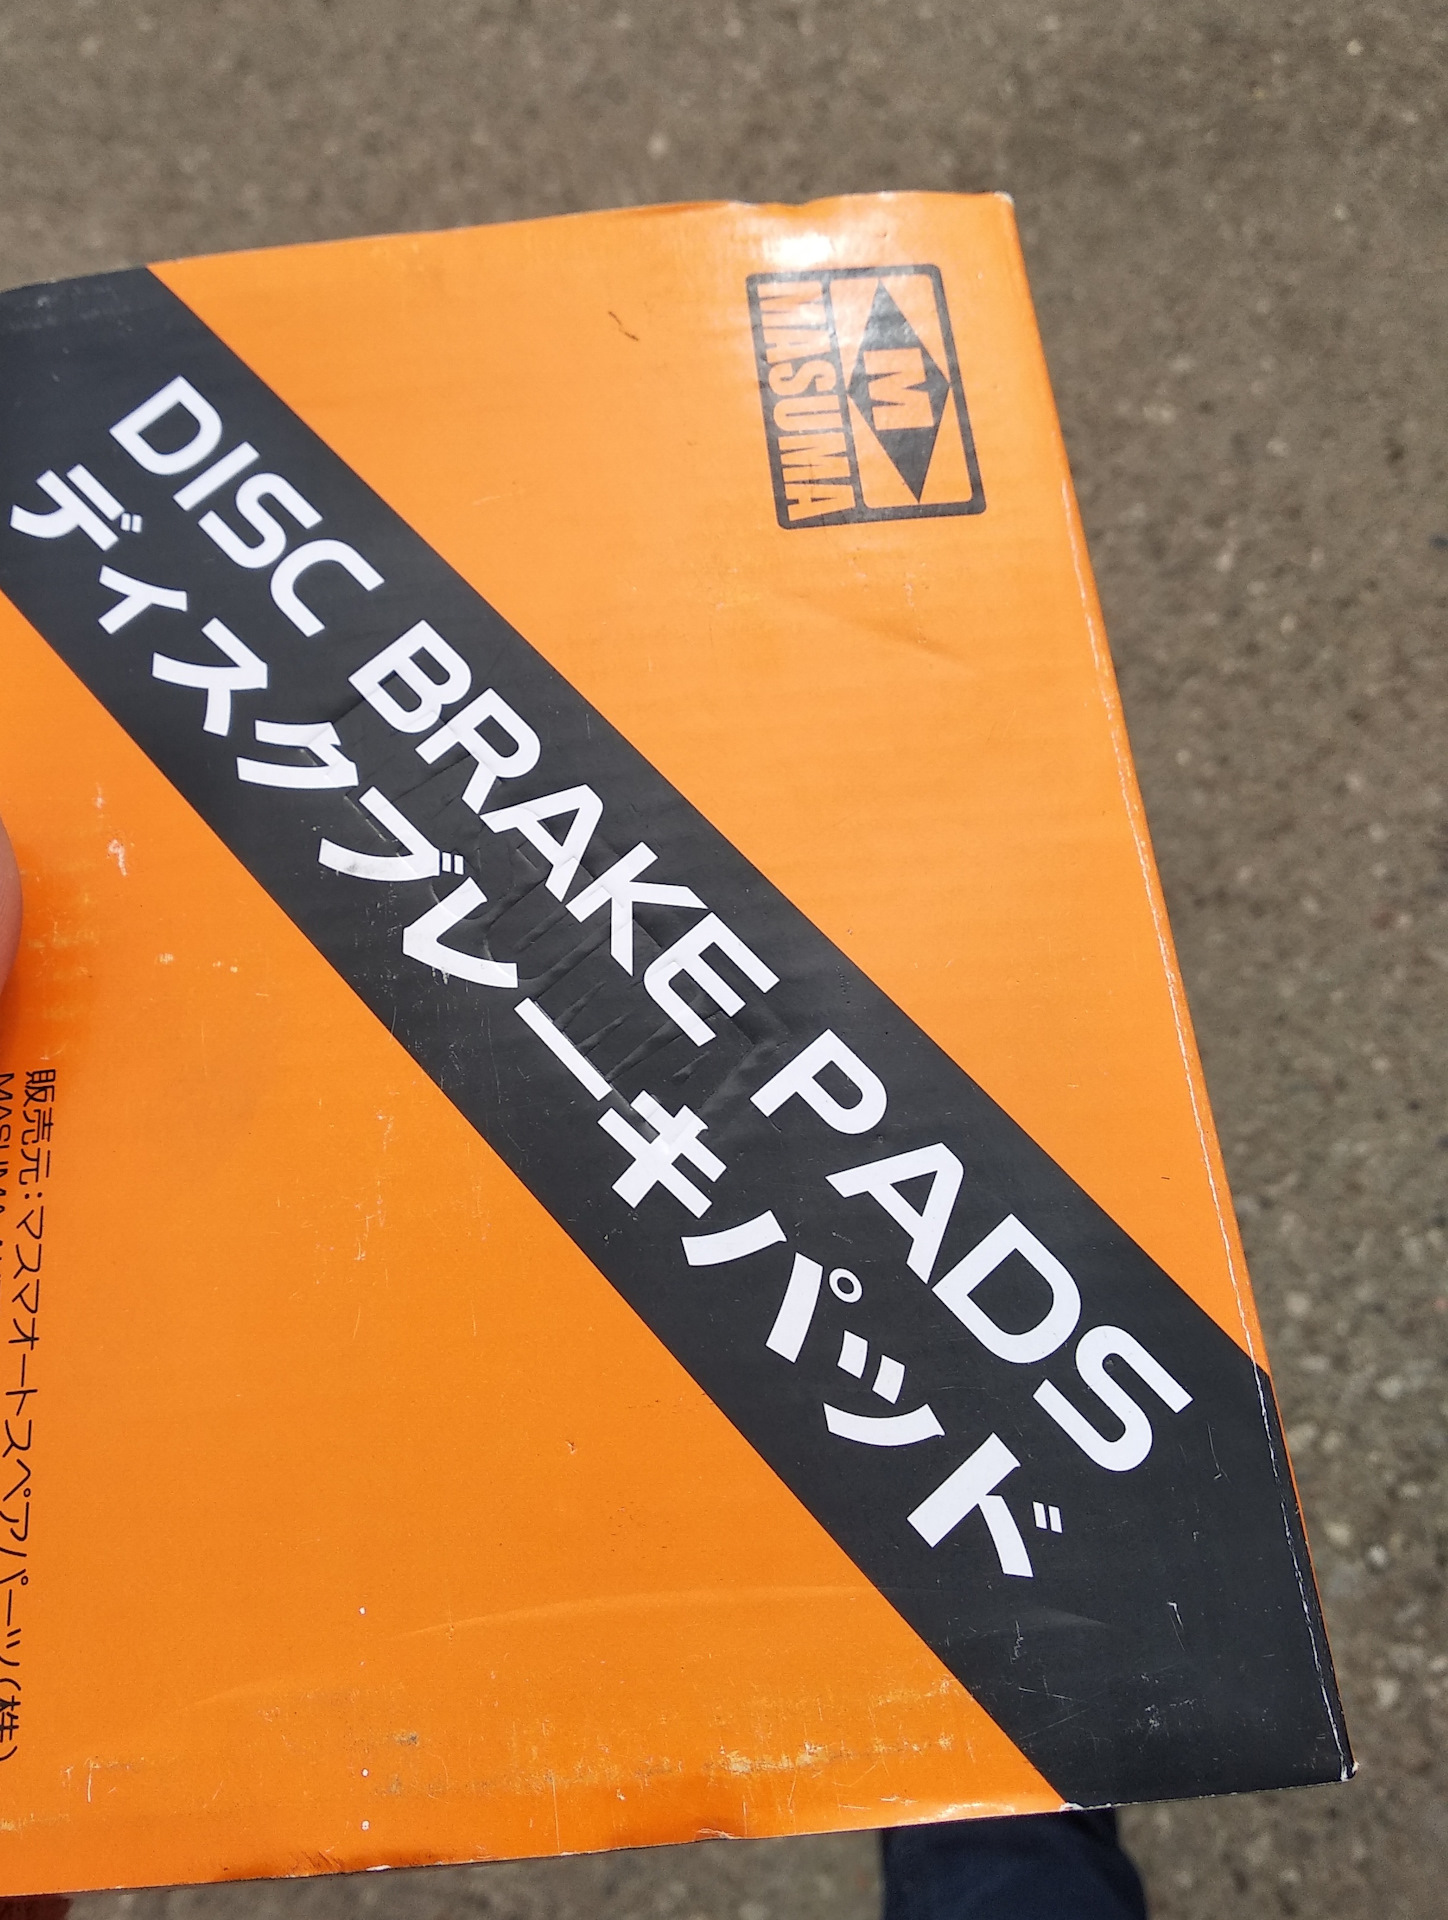 M
MASUMA
DISC BRAKE PADS
ディスクブレーキパッド
販売元:マスマオートスペアパーツ(株)